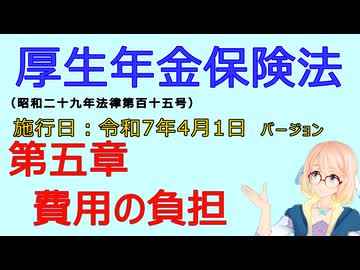 厚生年金保険法
（昭和二十九年法律第百十五号）
施行日：令和7年4月1日 バージョン
第五章
費用の負担